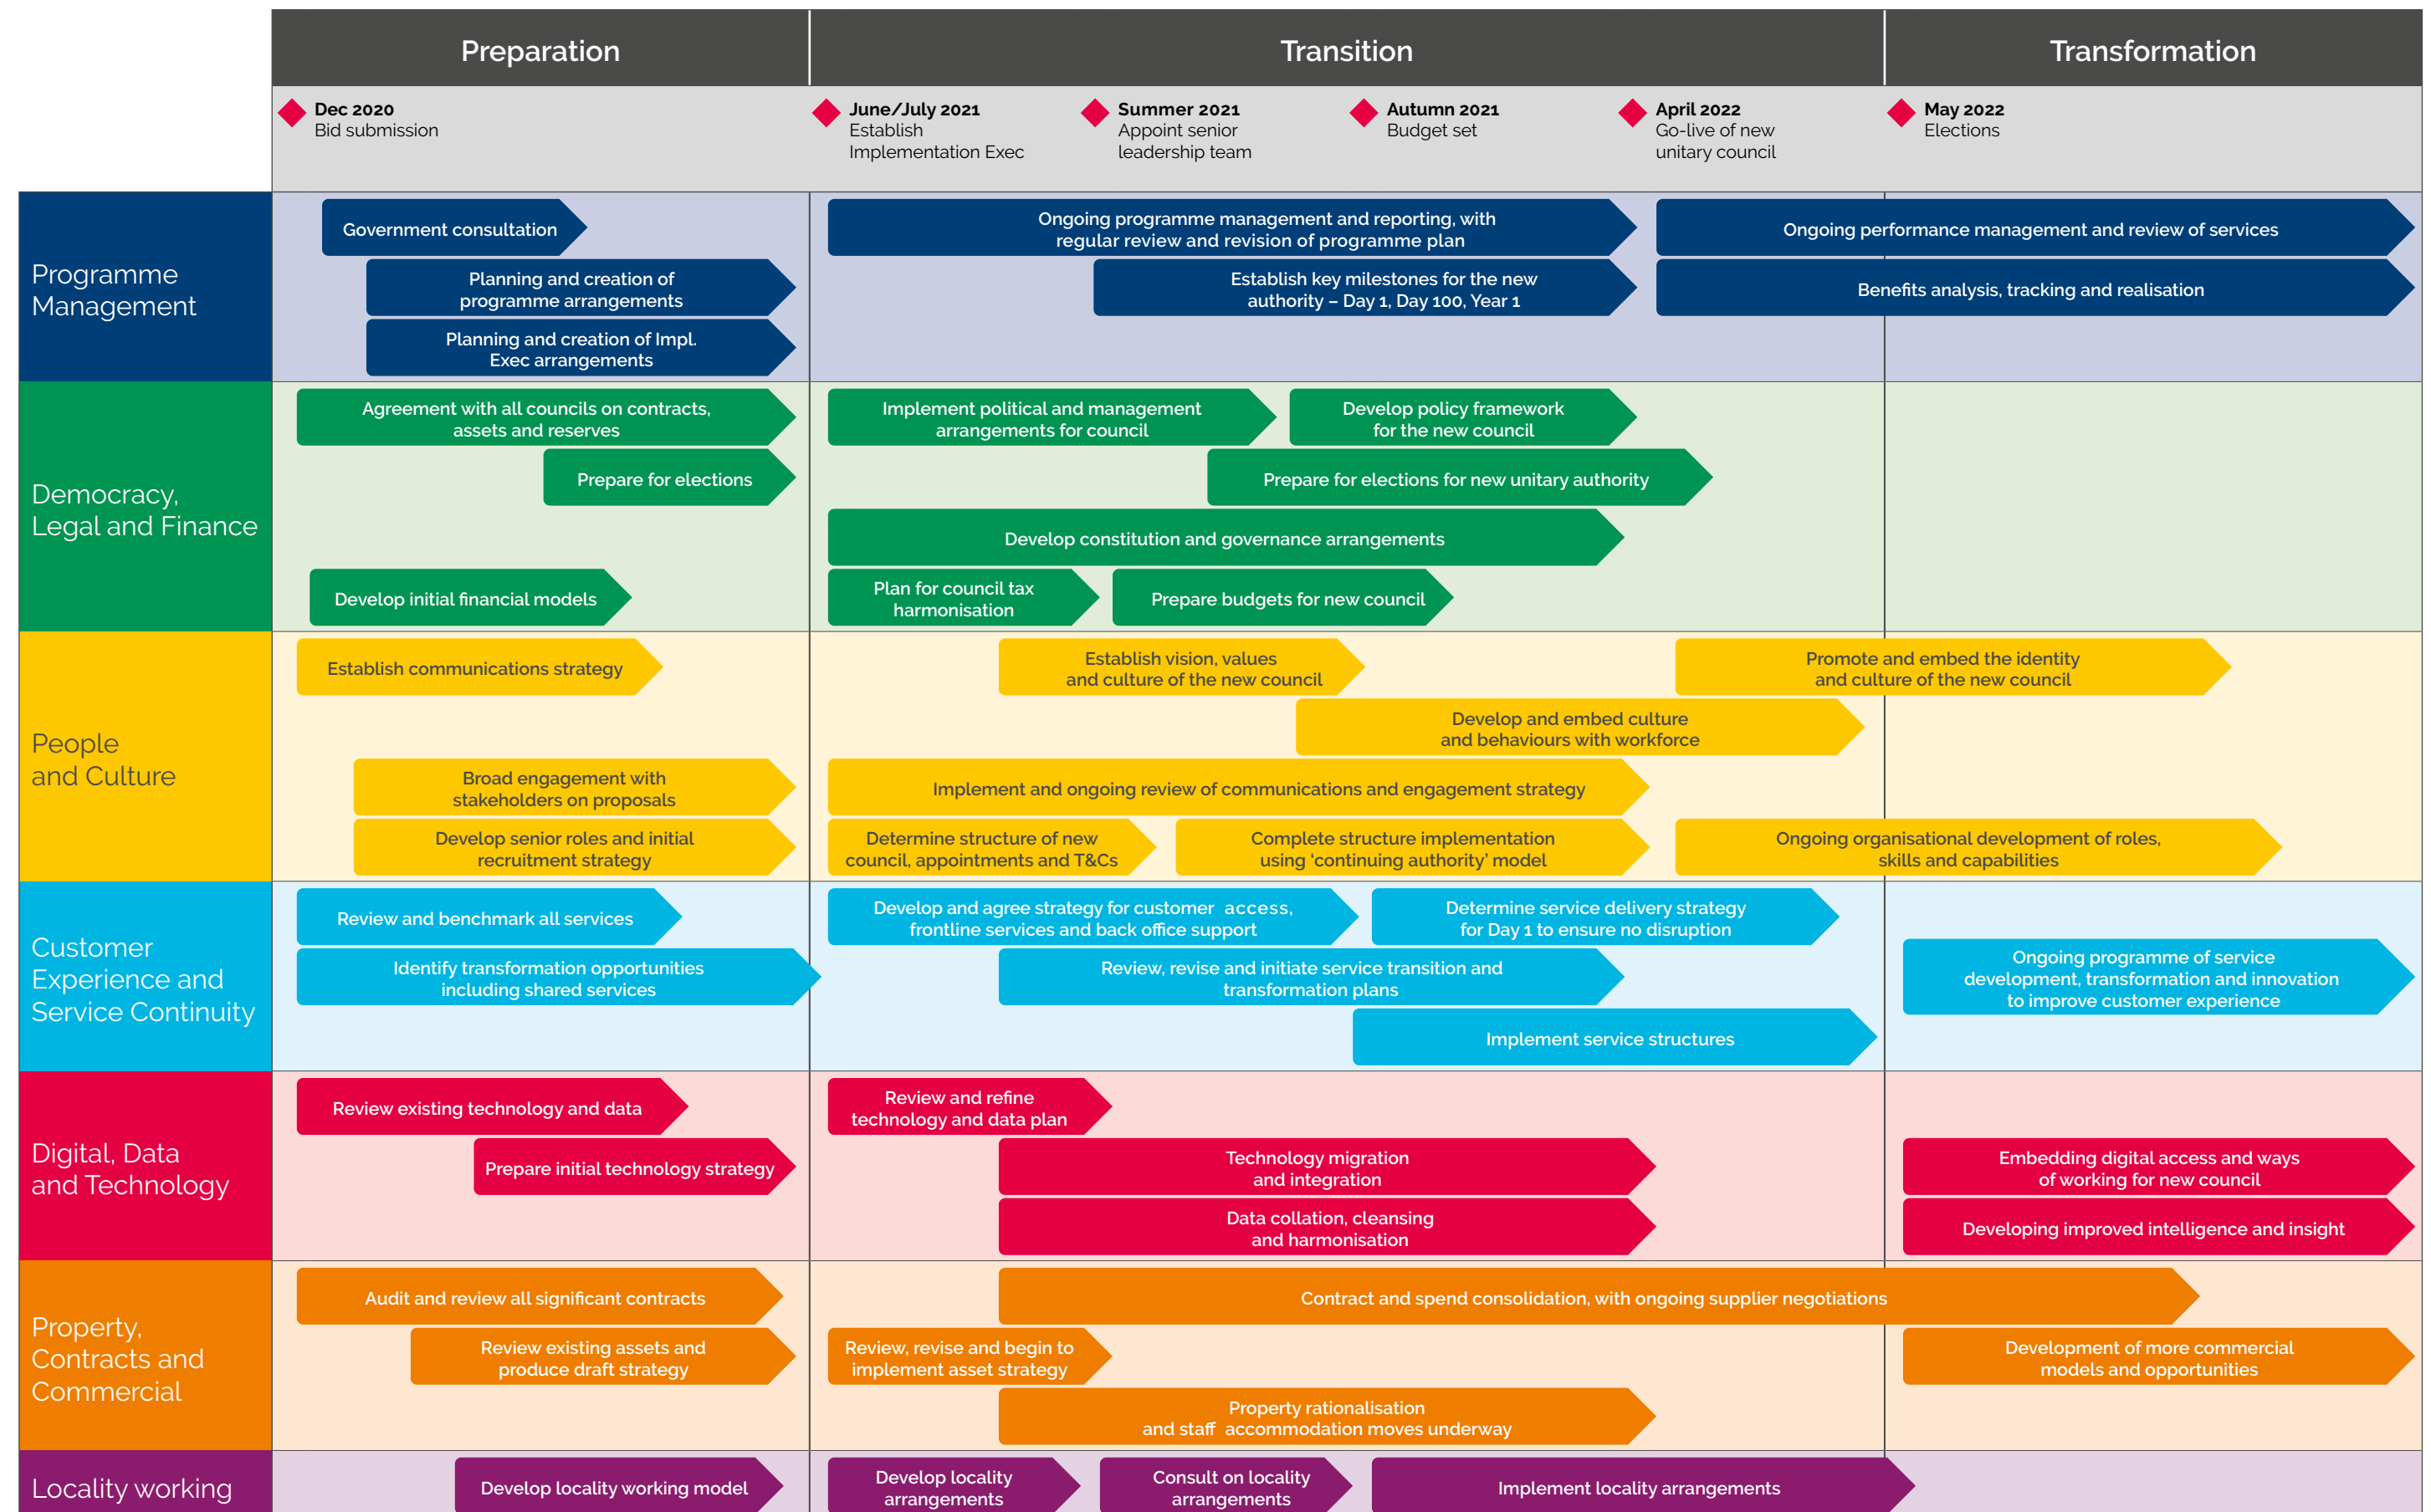 Preparation
Transition
Transformation
Dec 2020
Bid submission
June/July 2021
Establish
Implementation Exec
Summer 2021
Appoint senior
leadership team
Autumn 2021
Budget set
April 2022
Go-live of new
unitary council
May 2022
Elections
Programme
Management
Government consultation
Planning and creation of
programme arrangements
Planning and creation of Impl.
Exec arrangements
Ongoing programme management and reporting, with
regular review and revision of programme plan
Establish key milestones for the new
authority – Day 1, Day 100, Year 1
Ongoing performance management and review of services
Benefits analysis, tracking and realisation
Democracy,
Legal and Finance
Agreement with all councils on contracts,
assets and reserves
Prepare for elections
Develop initial financial models
Implement political and management
arrangements for council
Develop policy framework
for the new council
Prepare for elections for new unitary authority
Develop constitution and governance arrangements
Plan for council tax
harmonisation
Prepare budgets for new council
People
and Culture
Establish communications strategy
Broad engagement with
stakeholders on proposals
Develop senior roles and initial
recruitment strategy
Establish vision, values
and culture of the new council
Develop and embed culture
and behaviours with workforce
Implement and ongoing review of communications and engagement strategy
Determine structure of new
council, appointments and T&Cs
Complete structure implementation
using ‘continuing authority’ model
Promote and embed the identity
and culture of the new council
Ongoing organisational development of roles,
skills and capabilities
Customer
Experience and
Service Continuity
Review and benchmark all services
Identify transformation opportunities
including shared services
Develop and agree strategy for customer access,
frontline services and back office support
Determine service delivery strategy
for Day 1 to ensure no disruption
Review, revise and initiate service transition and
transformation plans
Implement service structures
Ongoing programme of service
development, transformation and innovation
to improve customer experience
Digital, Data
and Technology
Review existing technology and data
Prepare initial technology strategy
Review and refine
technology and data plan
Technology migration
and integration
Data collation, cleansing
and harmonisation
Embedding digital access and ways
of working for new council
Developing improved intelligence and insight
Property,
Contracts and
Commercial
Audit and review all significant contracts
Review existing assets and
produce draft strategy
Contract and spend consolidation, with ongoing supplier negotiations
Review, revise and begin to
implement asset strategy
Property rationalisation
and staff accommodation moves underway
Development of more commercial
models and opportunities
Locality working
Develop locality working model
Develop locality
arrangements
Consult on locality
arrangements
Implement locality arrangements